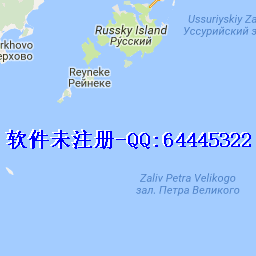 Ussuriyskiy Za
Уссурийский з
Russky Island
Русский
rkhovo
ерхово
Reyneke
Рейнеке
软件未注册-QQ:64445322
Zaliv Petra Velikogo
зал. Петра Великого